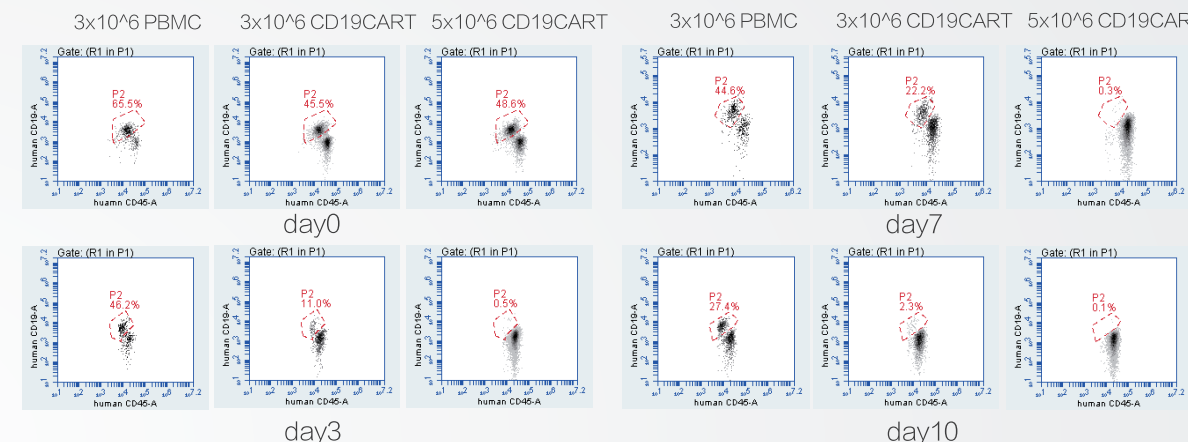 3x10^6 PBMC 3x10^6 CD19CART 5x10^6 CD19CART
Gate: (R1 in P1) Gate: (R1 in P1) Gate: (R1 in P1)
P2 P2 P2
65.5% 45.5% 48.6%
human CD19-A human CD19-A human CD19-A
huamn CD45-A huamn CD45-A huamn CD45-A
day0
3x10^6 PBMC 3x10^6 CD19CART 5x10^6 CD19CAR
Gate: (R1 in P1) Gate: (R1 in P1) Gate: (R1 in P1)
P2 P2 P2
44.6% 22.2% 0.3%
human CD19-A human CD19-A human CD19-A
human CD45-A human CD45-A human CD45-A
day7
Gate: (R1 in P1) Gate: (R1 in P1) Gate: (R1 in P1)
P2 P2 P2
46.2% 11.0% 0.5%
human CD19-A human CD19-A human CD19-A
human CD45-A human CD45-A human CD45-A
day3
Gate: (R1 in P1) Gate: (R1 in P1) Gate: (R1 in P1)
P2 P2 P2
27.4% 2.3% 0.1%
human CD19-A human CD19-A human CD19-A
human CD45-A human CD45-A human CD45-A
day10